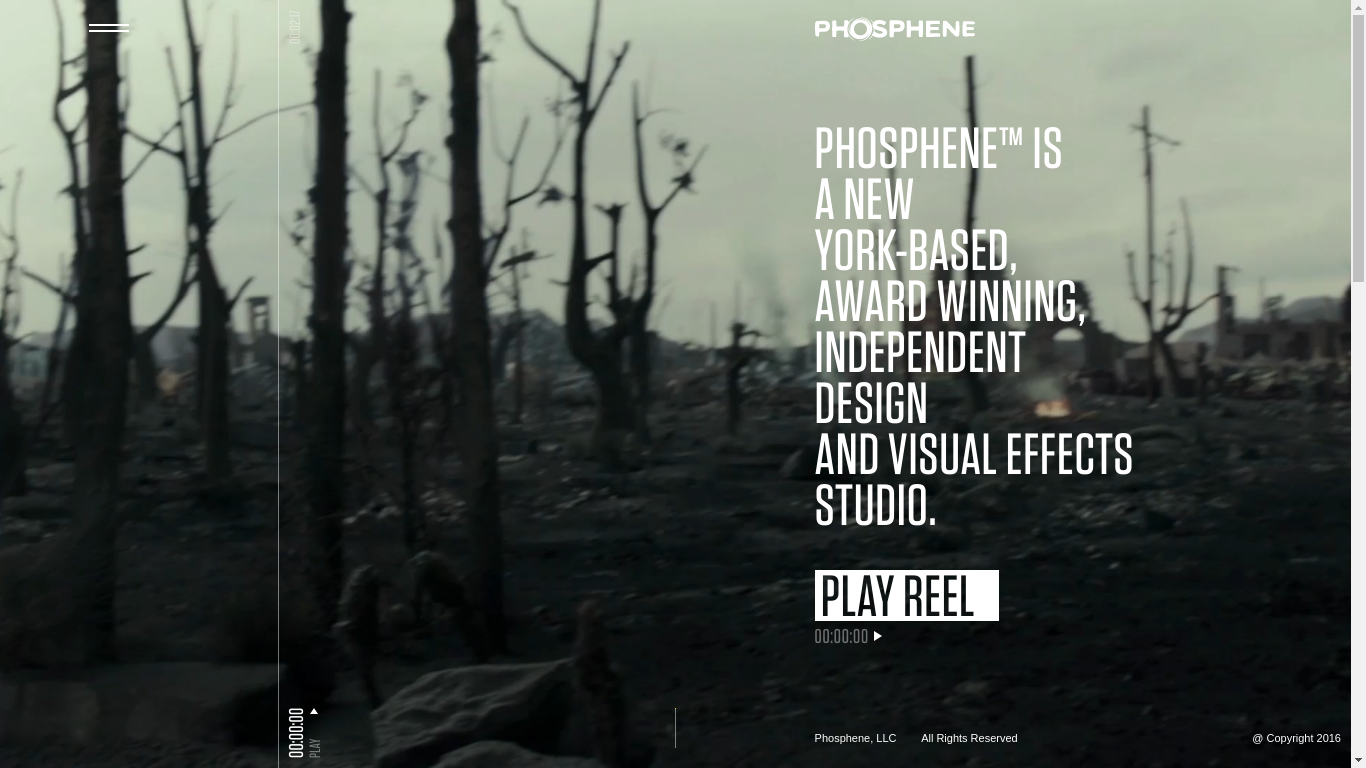 00:02:17
PHOSPHENE
PHOSPHENE™ IS
A NEW
YORK-BASED,
AWARD WINNING,
INDEPENDENT
DESIGN
AND VISUAL EFFECTS
STUDIO.
PLAY REEL
00:00:00
00:00:00
PLAY
Phosphene, LLC All Rights Reserved @ Copyright 2016